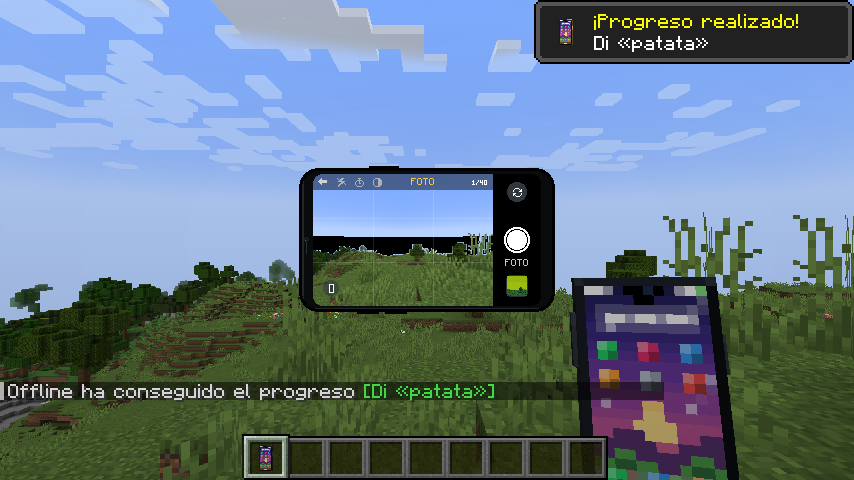 ¡Progreso realizado!
Di «patata»
FOTO
1/40
FOTO
Offline ha conseguido el progreso [Di «patata»]